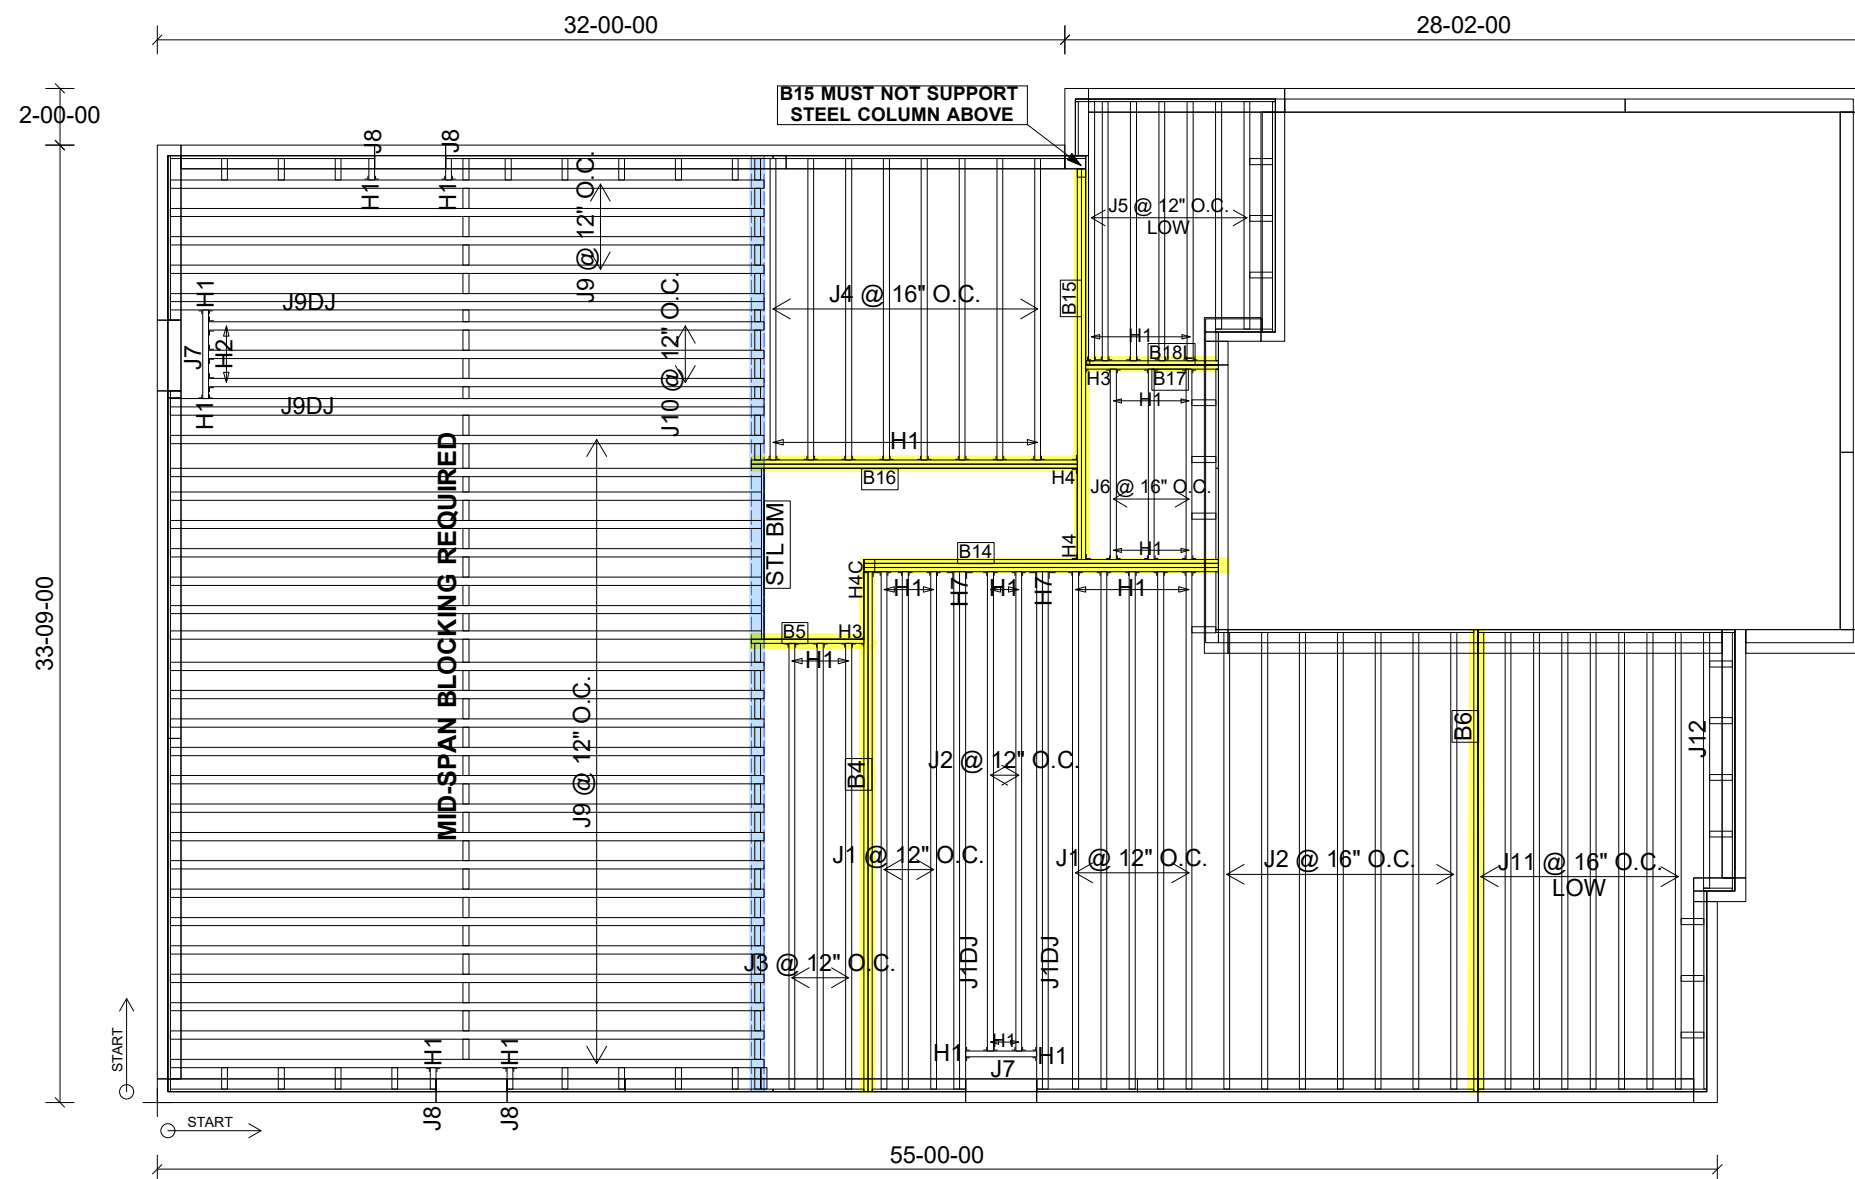 32-00-00
28-02-00
2-00-00
B15 MUST NOT SUPPORT
STEEL COLUMN ABOVE
J8
J8
H1
H1
J9 @ 12" O.C.
J5 @ 12" O.C.
LOW
H1
J9DJ
J7
H2
J10 @ 12" O.C.
J4 @ 16" O.C.
B15
H1
B18L
H3
B17
H1
J9DJ
H1
H1
MID-SPAN BLOCKING REQUIRED
B16
H4
J6 @ 16" O.C.
STL BM
H4
H1
B14
H4C
H1
H7
H1
H7
H1
B5
H3
H1
33-09-00
J9 @ 12" O.C.
B4
J2 @ 12" O.C.
B6
J12
J1 @ 12" O.C.
J1 @ 12" O.C.
J2 @ 16" O.C.
J11 @ 16" O.C.
LOW
J3 @ 12" O.C.
J1DJ
J1DJ
START
H1
H1
H1
H1
H1
J7
J8
J8
START
55-00-00